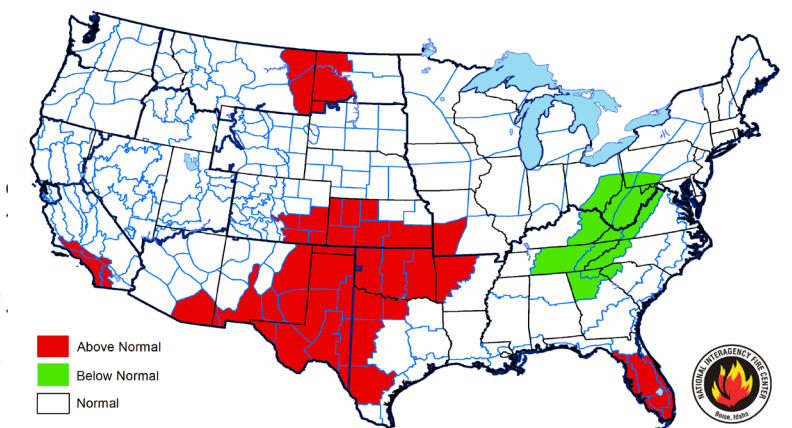 Above Normal
Below Normal
Normal
NATIONAL INTERAGENCY FIRE CENTER
Boise, Idaho